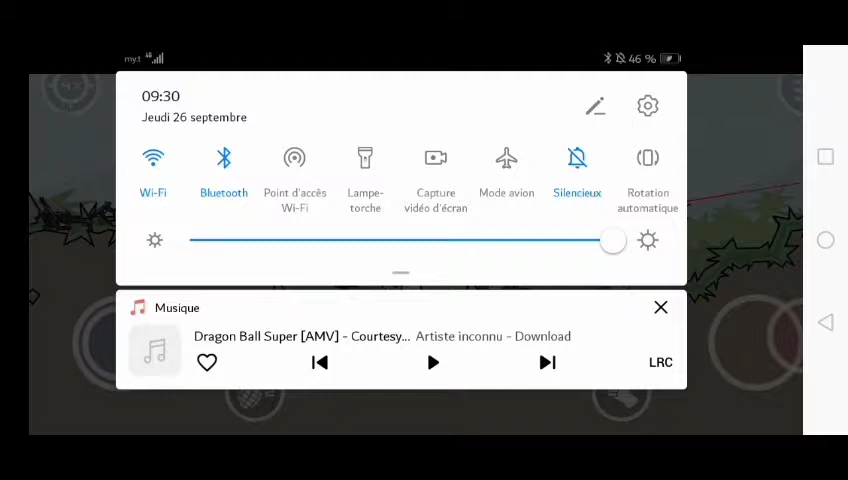 my.t 46 %
09:30
Jeudi 26 septembre
Wi-Fi
Bluetooth
Point d'accès
Wi-Fi
Lampe-
torche
Capture
vidéo d'écran
Mode avion
Silencieux
Rotation
automatique
Musique
Dragon Ball Super [AMV] - Courtesy... Artiste inconnu - Download
LRC